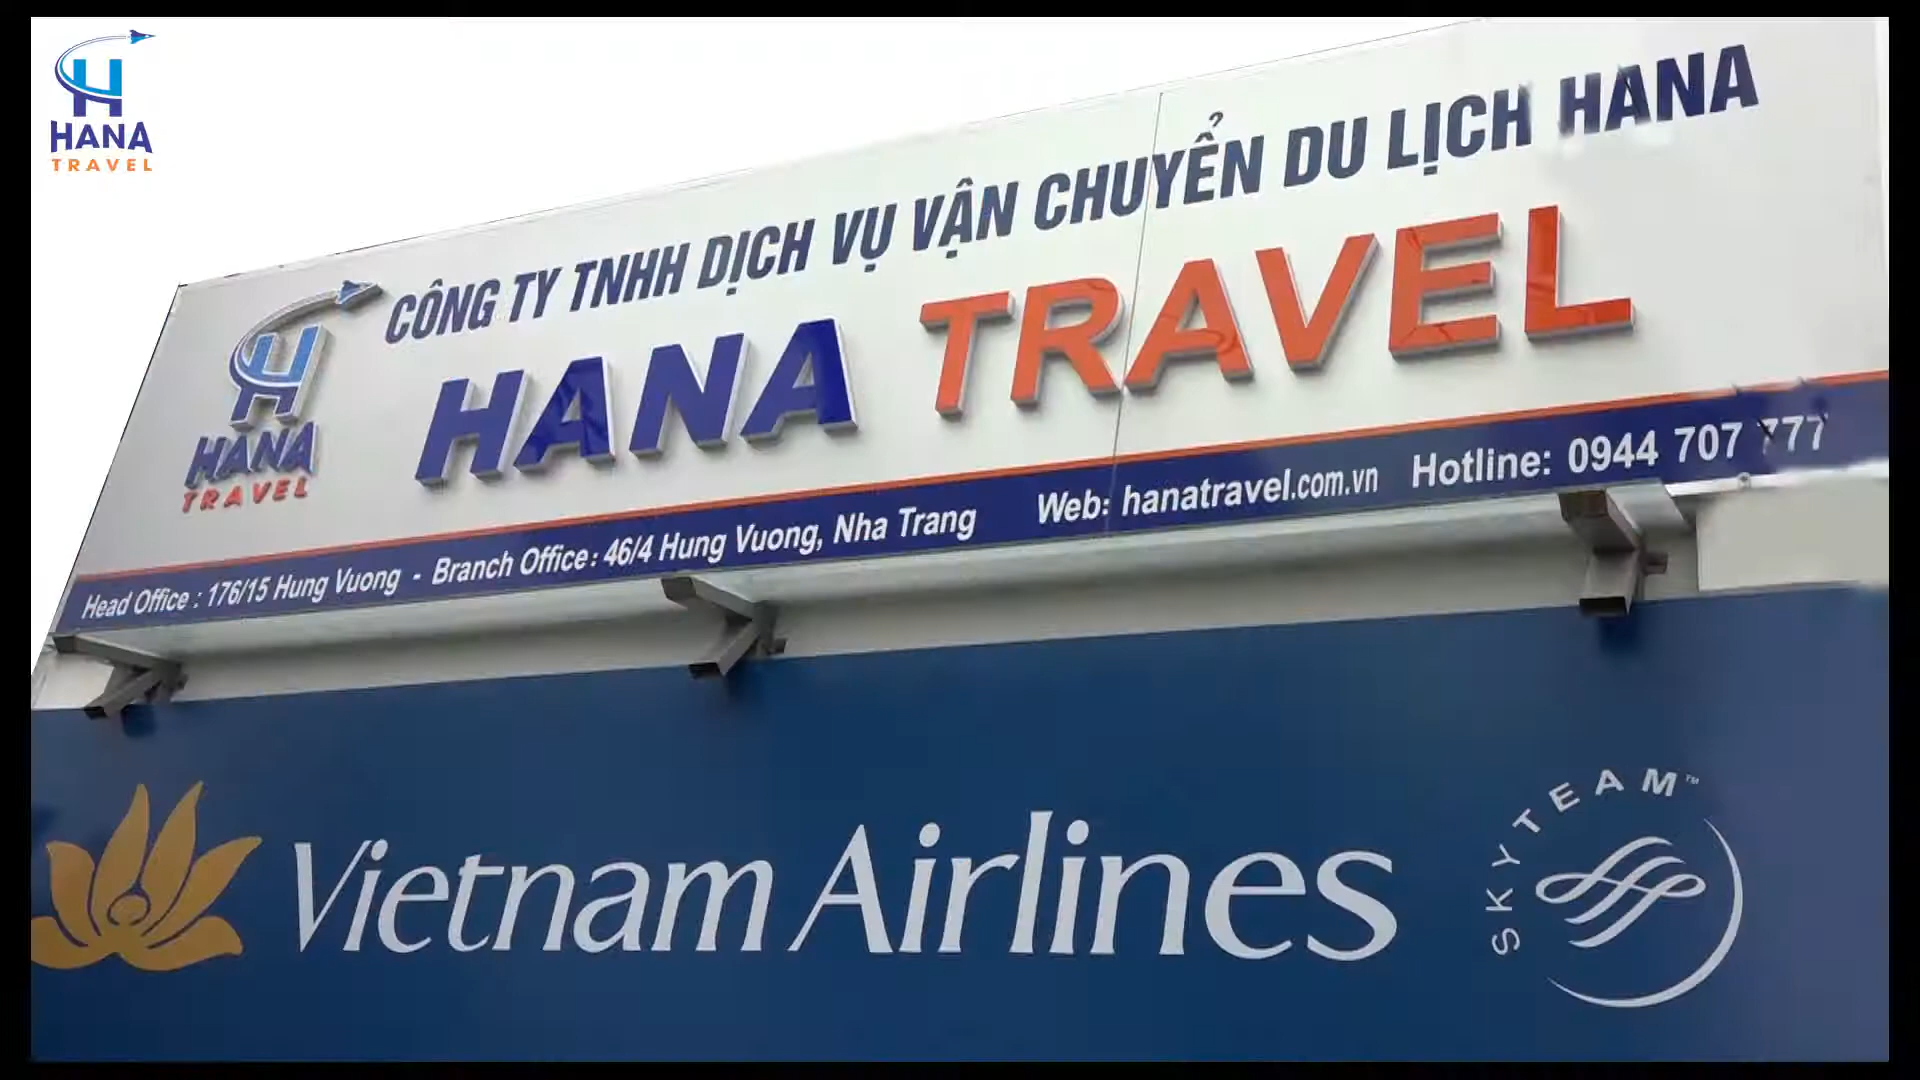 HANA
TRAVEL
CÔNG TY TNHH DỊCH VỤ VẬN CHUYỂN DU LỊCH HANA
HANA TRAVEL
HANA
TRAVEL
Head Office : 176/15 Hung Vuong - Branch Office : 46/4 Hung Vuong, Nha Trang Web: hanatravel.com.vn Hotline: 0944 707 777
Vietnam Airlines
SKYTEAM™